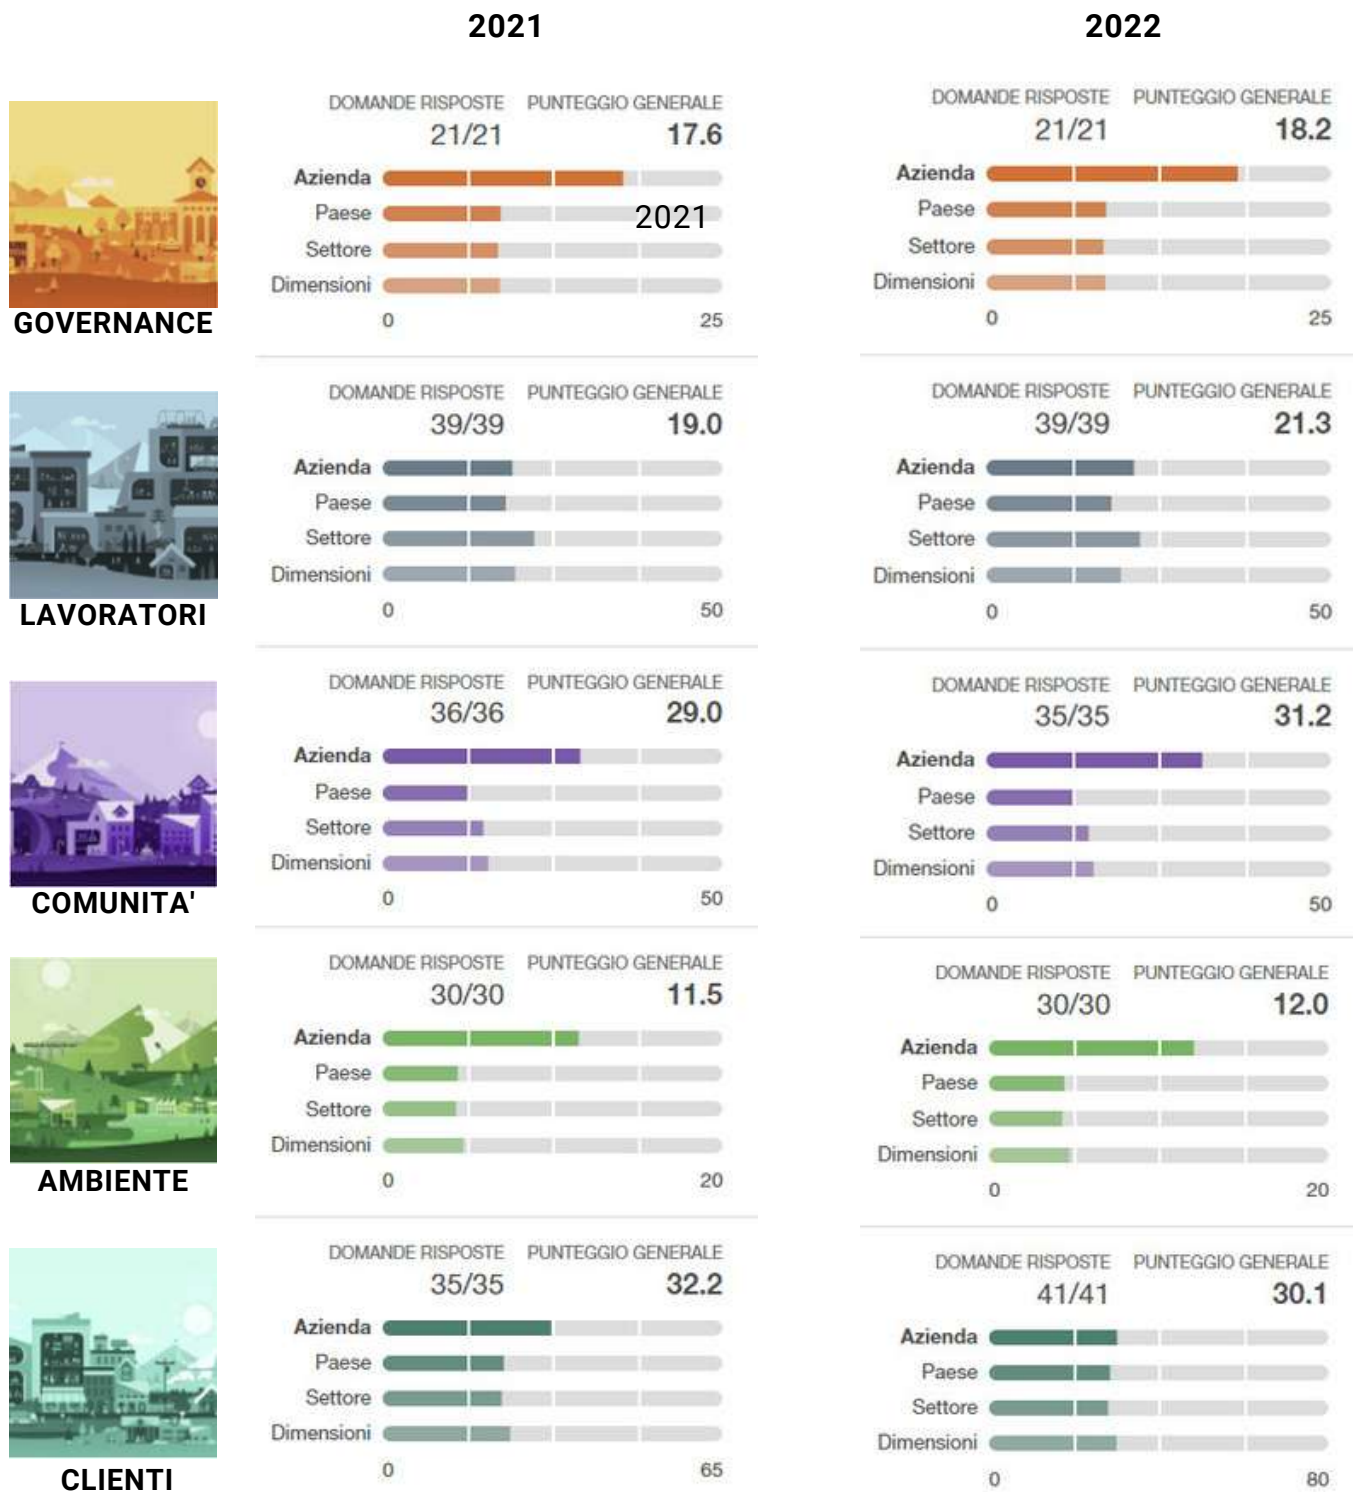 2021
2022
DOMANDE RISPOSTE PUNTEGGIO GENERALE
21/21 17.6
Azienda
Paese
2021
Settore
Dimensioni
0 25
DOMANDE RISPOSTE PUNTEGGIO GENERALE
21/21 18.2
Azienda
Paese
Settore
Dimensioni
0 25
GOVERNANCE
DOMANDE RISPOSTE PUNTEGGIO GENERALE
39/39 19.0
Azienda
Paese
Settore
Dimensioni
0 50
DOMANDE RISPOSTE PUNTEGGIO GENERALE
39/39 21.3
Azienda
Paese
Settore
Dimensioni
0 50
LAVORATORI
DOMANDE RISPOSTE PUNTEGGIO GENERALE
36/36 29.0
Azienda
Paese
Settore
Dimensioni
0 50
DOMANDE RISPOSTE PUNTEGGIO GENERALE
35/35 31.2
Azienda
Paese
Settore
Dimensioni
0 50
COMUNITA'
DOMANDE RISPOSTE PUNTEGGIO GENERALE
30/30 11.5
Azienda
Paese
Settore
Dimensioni
0 20
DOMANDE RISPOSTE PUNTEGGIO GENERALE
30/30 12.0
Azienda
Paese
Settore
Dimensioni
0 20
AMBIENTE
DOMANDE RISPOSTE PUNTEGGIO GENERALE
35/35 32.2
Azienda
Paese
Settore
Dimensioni
0 65
DOMANDE RISPOSTE PUNTEGGIO GENERALE
41/41 30.1
Azienda
Paese
Settore
Dimensioni
0 80
CLIENTI